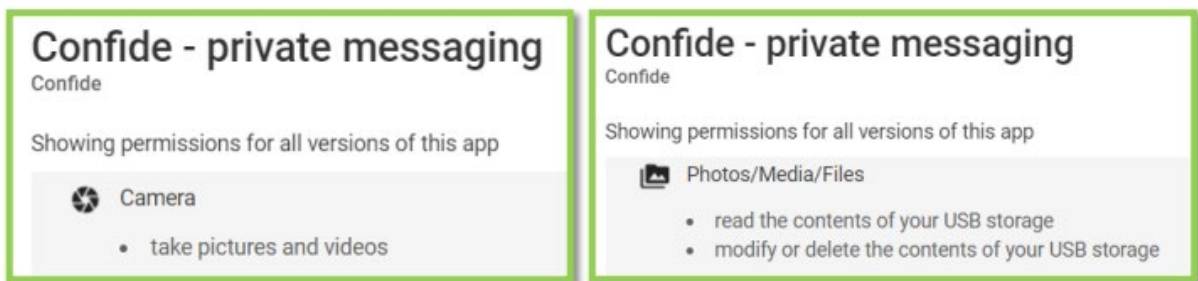 Confide - private messaging
Confide
Showing permissions for all versions of this app
Camera
• take pictures and videos
Confide - private messaging
Confide
Showing permissions for all versions of this app
Photos/Media/Files
• read the contents of your USB storage
• modify or delete the contents of your USB storage